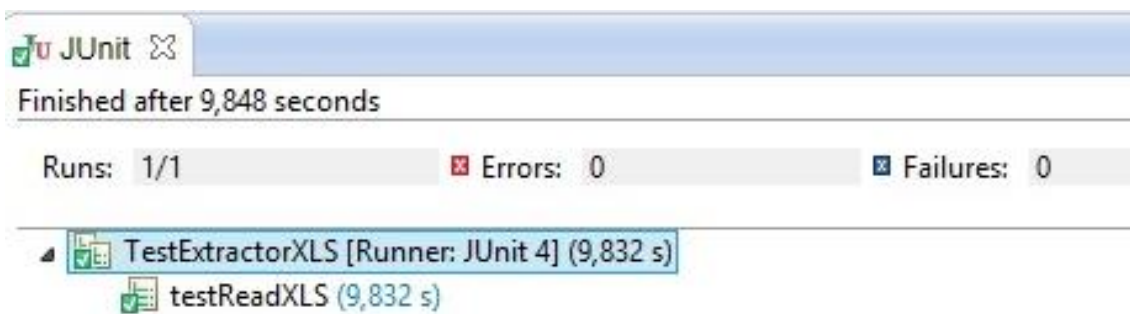 JU JUnit
Finished after 9,848 seconds
Runs: 1/1 Errors: 0 Failures: 0
TestExtractorXLS [Runner: JUnit 4] (9,832 s)
testReadXLS (9,832 s)